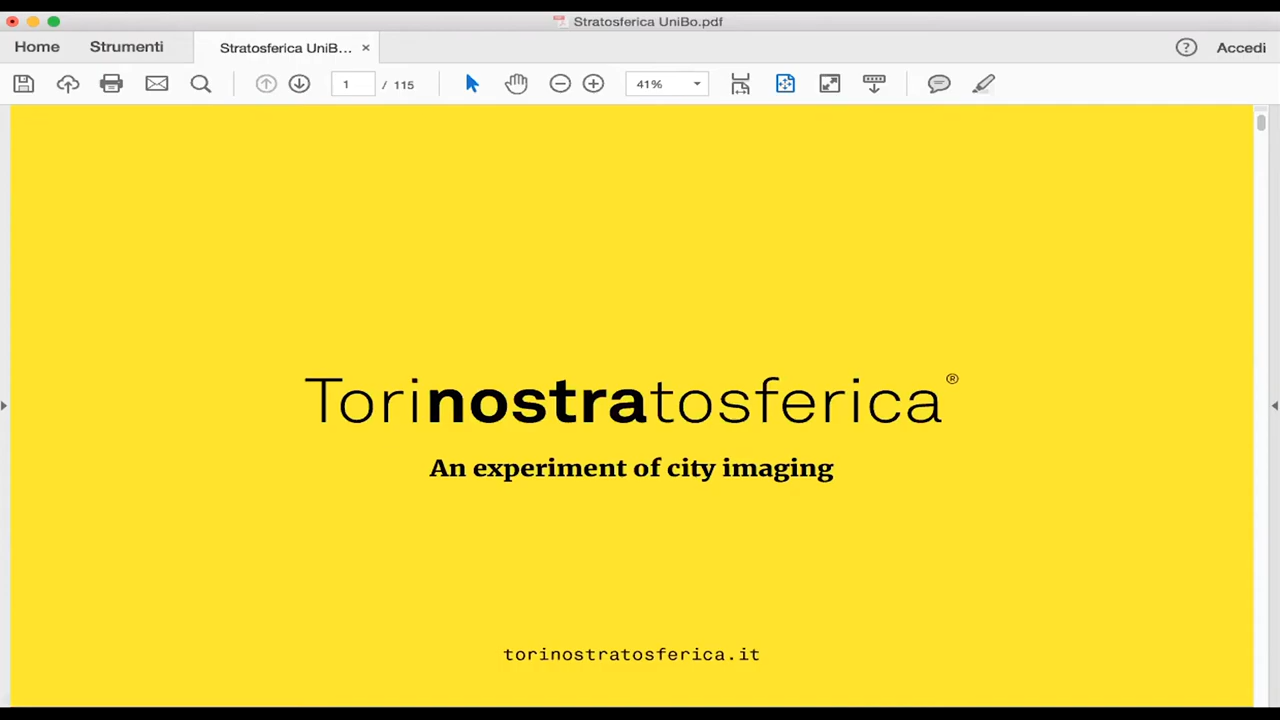 Stratosferica UniBo.pdf
Home Strumenti Stratosferica UniB... × ? Accedi
1 / 115 41%
Torinostratosferica®
An experiment of city imaging
torinostratosferica.it